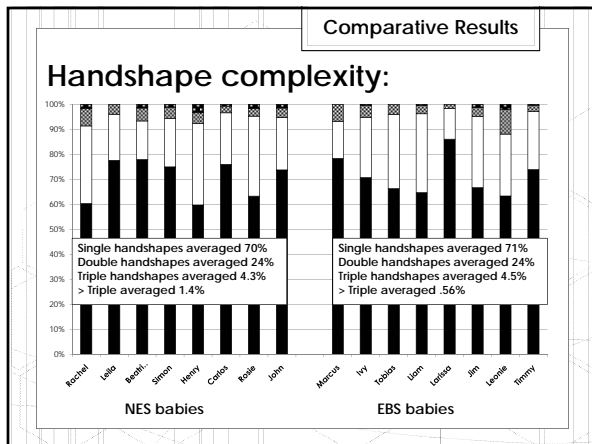 Comparative Results
Handshape complexity:
100%
90%
80%
70%
60%
50%
40%
30%
20%
10%
0%
Single handshapes averaged 70%
Double handshapes averaged 24%
Triple handshapes averaged 4.3%
> Triple averaged 1.4%
Single handshapes averaged 71%
Double handshapes averaged 24%
Triple handshapes averaged 4.5%
> Triple averaged .56%
Rachel
Leila
Beatri..
Simon
Henry
Carlos
Rosie
John
Marcus
Ivy
Tobias
Liam
Larissa
Jim
Leonie
Timmy
NES babies
EBS babies